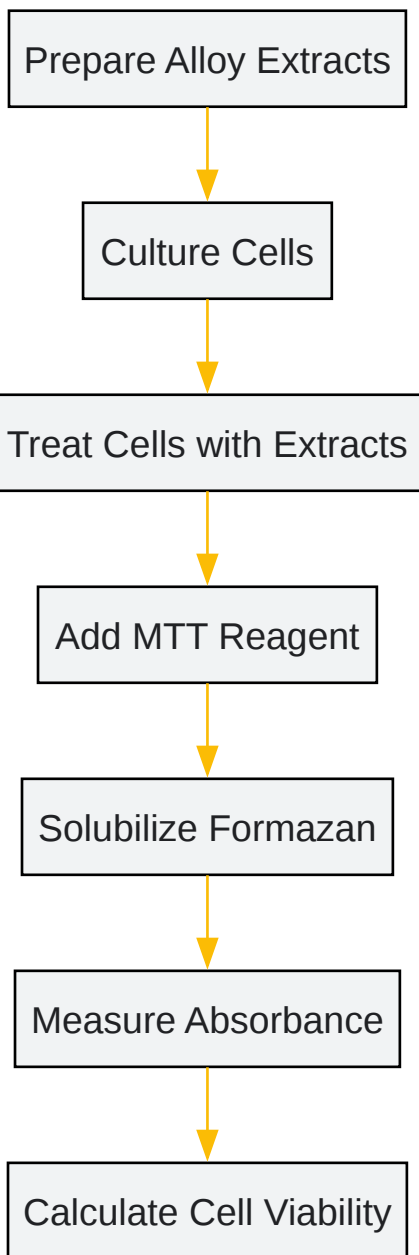 Prepare Alloy Extracts
Culture Cells
Treat Cells with Extracts
Add MTT Reagent
Solubilize Formazan
Measure Absorbance
Calculate Cell Viability